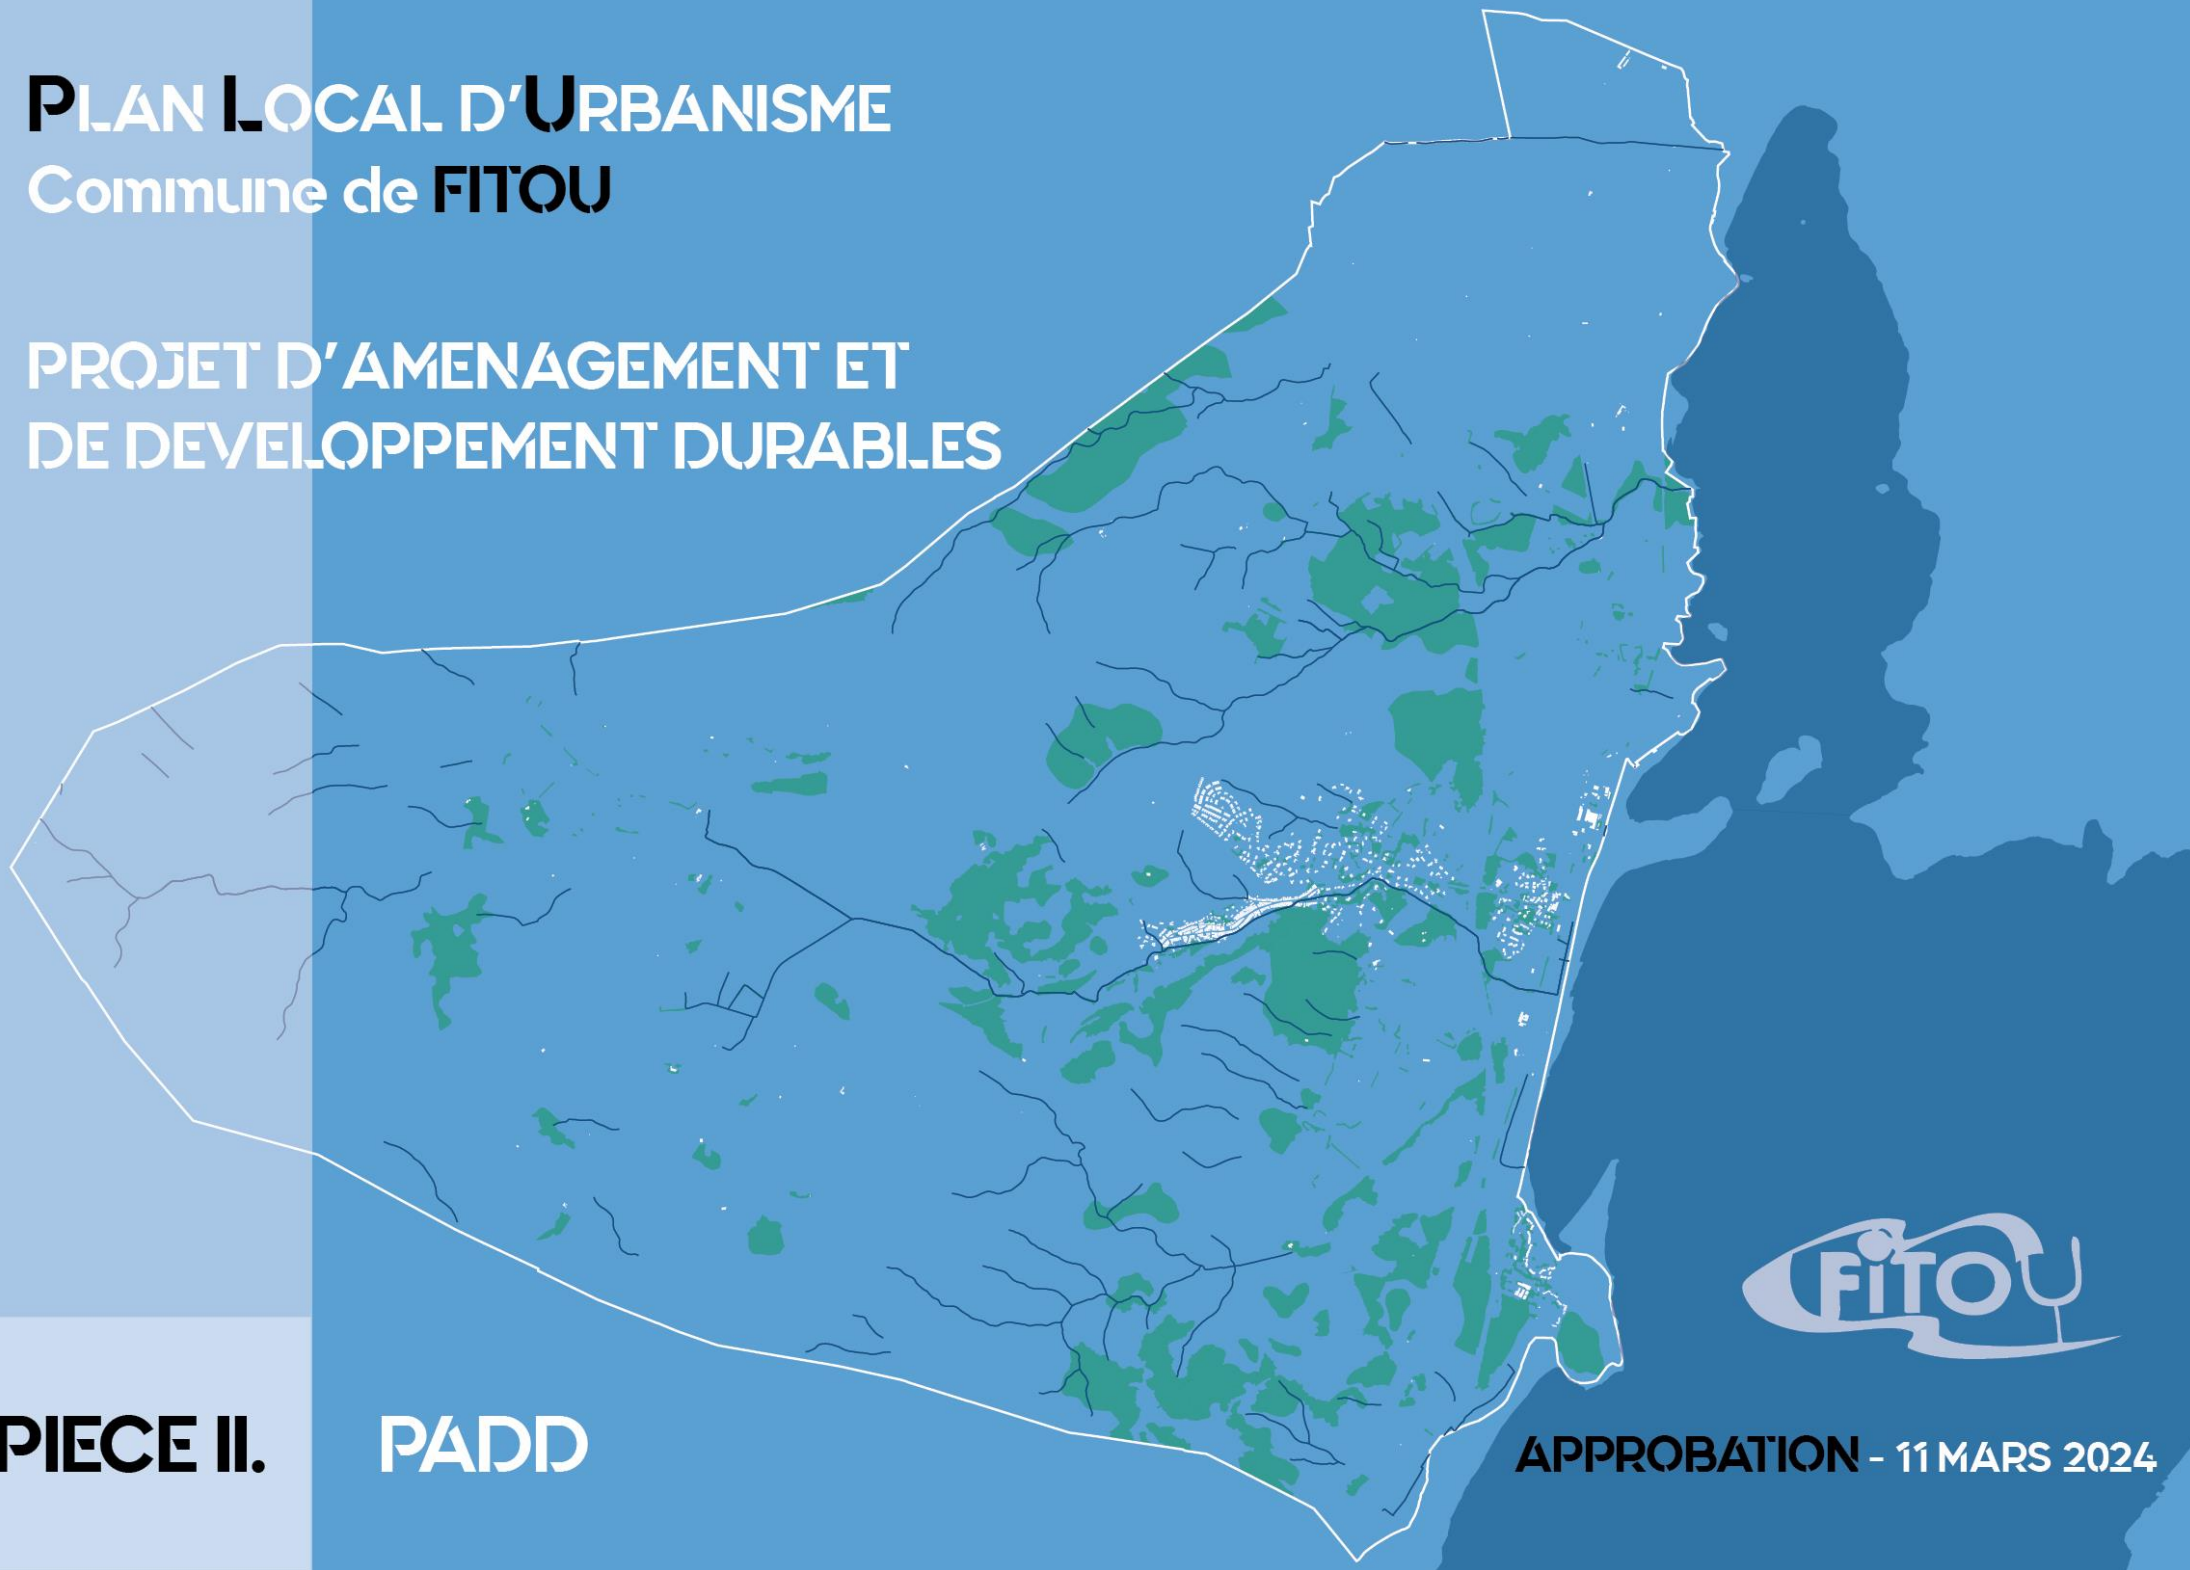 PLAN LOCAL D'URBANISME
Commune de FITOU
PROJET D'AMENAGEMENT ET
DE DEVELOPPEMENT DURABLES
FiTOU
PIECE II.
PADD
APPROBATION - 11 MARS 2024